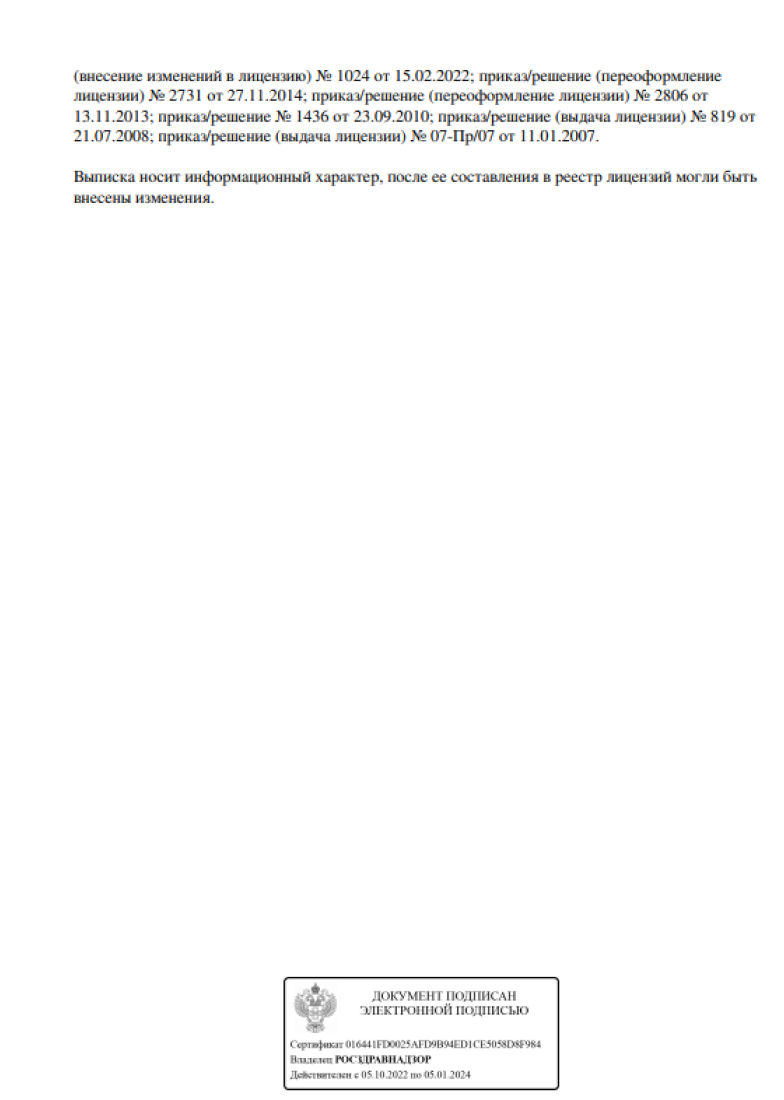 (внесение изменений в лицензию) № 1024 от 15.02.2022; приказ/решение (переоформление
лицензии) № 2731 от 27.11.2014; приказ/решение (переоформление лицензии) № 2806 от
13.11.2013; приказ/решение № 1436 от 23.09.2010; приказ/решение (выдача лицензии) № 819 от
21.07.2008; приказ/решение (выдача лицензии) № 07-Пр/07 от 11.01.2007.
Выписка носит информационный характер, после ее составления в реестр лицензий могли быть
внесены изменения.
ДОКУМЕНТ ПОДПИСАН
ЭЛЕКТРОННОЙ ПОДПИСЬЮ
Сертификат 016441FD0025AFD9B94ED1CE5058D8F984
Владелец РОСЗДРАВНАДЗОР
Действителен с 05.10.2022 по 05.01.2024